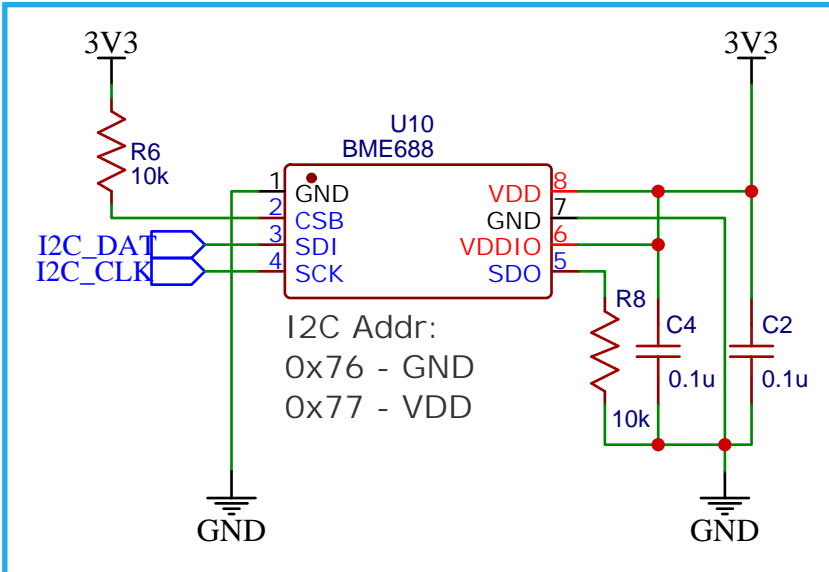 3V3
3V3
U10
BME688
R6
10k
1
GND
VDD
8
2
CSB
GND
7
I2C_DAT
3
SDI
VDDIO
6
I2C_CLK
4
SCK
SDO
5
I2C Addr:
0x76 - GND
0x77 - VDD
R8
10k
C4
0.1u
C2
0.1u
GND
GND